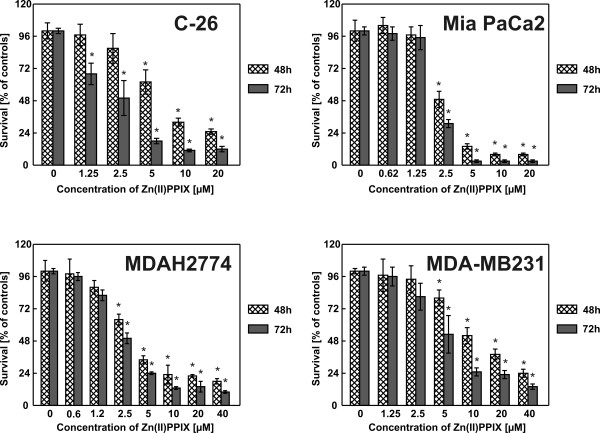 C-26
Survival [% of controls]
120
96
72
48
24
0
48h
72h
* * * * * * * *
0 1.25 2.5 5 10 20
Concentration of Zn(II)PPIX [µM]
Mia PaCa2
Survival [% of controls]
120
96
72
48
24
0
48h
72h
* * * * * * * *
0 0.62 1.25 2.5 5 10 20
Concentration of Zn(II)PPIX [µM]
MDAH2774
Survival [% of controls]
120
96
72
48
24
0
48h
72h
* * * * * * * * * *
0 0.6 1.2 2.5 5 10 20 40
Concentration of Zn(II)PPIX [µM]
MDA-MB231
Survival [% of controls]
120
96
72
48
24
0
48h
72h
* * * * * * * *
0 1.25 2.5 5 10 20 40
Concentration of Zn(II)PPIX [µM]